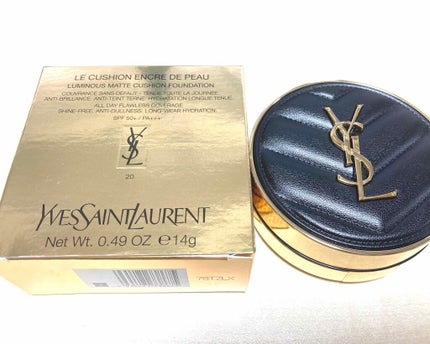 LE CUSHION ENCRE DE PEAU
LUMINOUS MATTE CUSHION FOUNDATION
COUVRANCE SANS DÉFAUT - TENUE TOUTE LA JOURNÉE
ANTI-BRILLANCE. ANTI-TEINT TERNE. HYDRATATION LONGUE TENUE.
ALL DAY FLAWLESS COVERAGE
SHINE-FREE. ANTI-DULLNESS. LONG-WEAR HYDRATION.
SPF 50+ / PA+++
YSL
20
YVESSAINTLAURENT
Net Wt. 0.49 OZ ℮14g
YSL